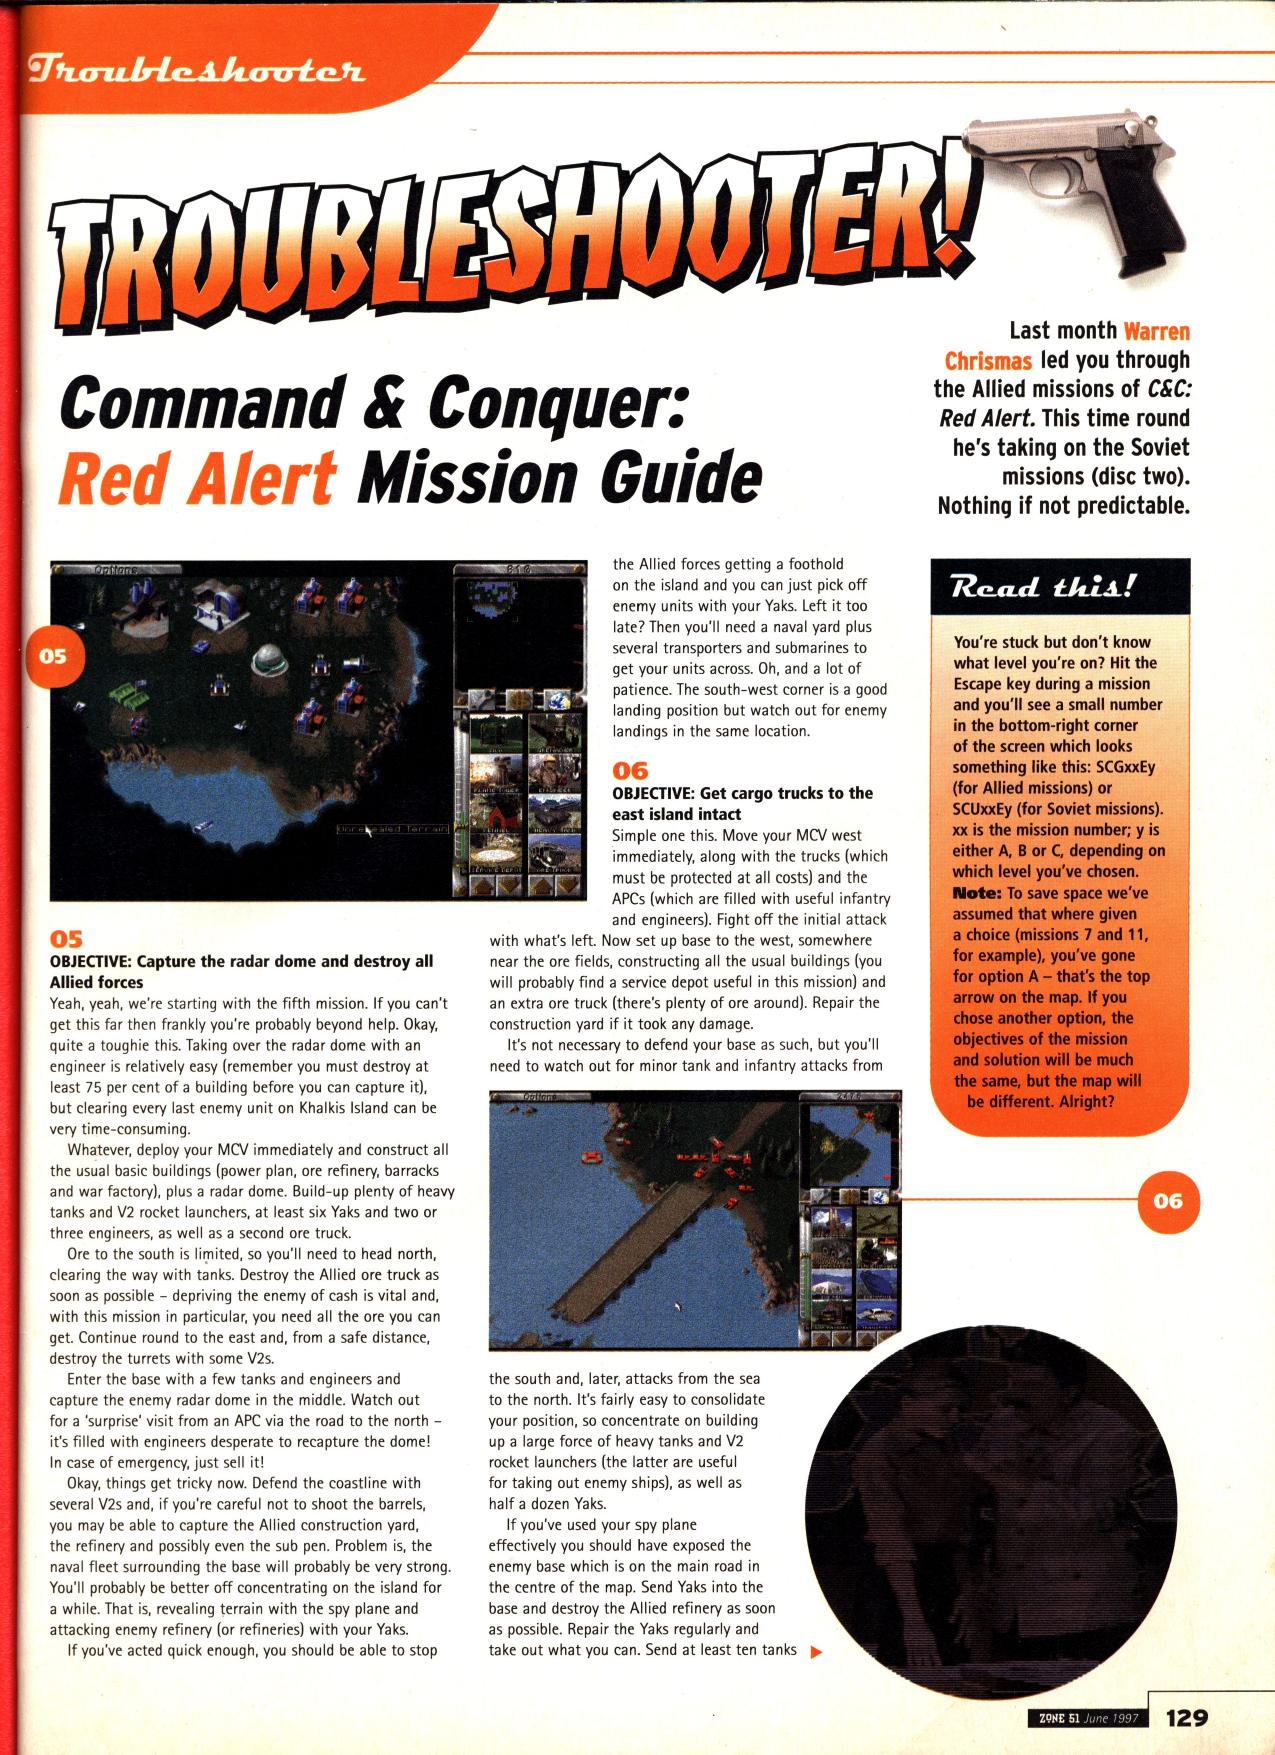 Troubleshooter
TROUBLESHOOTER!
Last month Warren
Chrismas led you through
the Allied missions of C&C:
Red Alert. This time round
he's taking on the Soviet
missions (disc two).
Nothing if not predictable.
Command & Conquer:
Red Alert Mission Guide
Options
05
Unrevealed Terrain
05
OBJECTIVE: Capture the radar dome and destroy all
Allied forces
Yeah, yeah, we're starting with the fifth mission. If you can't
get this far then frankly you're probably beyond help. Okay,
quite a toughie this. Taking over the radar dome with an
engineer is relatively easy (remember you must destroy at
least 75 per cent of a building before you can capture it),
but clearing every last enemy unit on Khalkis Island can be
very time-consuming.
Whatever, deploy your MCV immediately and construct all
the usual basic buildings (power plan, ore refinery, barracks
and war factory), plus a radar dome. Build-up plenty of heavy
tanks and V2 rocket launchers, at least six Yaks and two or
three engineers, as well as a second ore truck.
Ore to the south is limited, so you'll need to head north,
clearing the way with tanks. Destroy the Allied ore truck as
soon as possible – depriving the enemy of cash is vital and,
with this mission in particular, you need all the ore you can
get. Continue round to the east and, from a safe distance,
destroy the turrets with some V2s.
Enter the base with a few tanks and engineers and
capture the enemy radar dome in the middle. Watch out
for a 'surprise' visit from an APC via the road to the north –
it's filled with engineers desperate to recapture the dome!
In case of emergency, just sell it!
Okay, things get tricky now. Defend the coastline with
several V2s and, if you're careful not to shoot the barrels,
you may be able to capture the Allied construction yard,
the refinery and possibly even the sub pen. Problem is, the
naval fleet surrounding the base will probably be very strong.
You'll probably be better off concentrating on the island for
a while. That is, revealing terrain with the spy plane and
attacking enemy refinery (or refineries) with your Yaks.
If you've acted quick enough, you should be able to stop
the Allied forces getting a foothold
on the island and you can just pick off
enemy units with your Yaks. Left it too
late? Then you'll need a naval yard plus
several transporters and submarines to
get your units across. Oh, and a lot of
patience. The south-west corner is a good
landing position but watch out for enemy
landings in the same location.
06
OBJECTIVE: Get cargo trucks to the
east island intact
Simple one this. Move your MCV west
immediately, along with the trucks (which
must be protected at all costs) and the
APCs (which are filled with useful infantry
and engineers). Fight off the initial attack
with what's left. Now set up base to the west, somewhere
near the ore fields, constructing all the usual buildings (you
will probably find a service depot useful in this mission) and
an extra ore truck (there's plenty of ore around). Repair the
construction yard if it took any damage.
It's not necessary to defend your base as such, but you'll
need to watch out for minor tank and infantry attacks from
Options
06
the south and, later, attacks from the sea
to the north. It's fairly easy to consolidate
your position, so concentrate on building
up a large force of heavy tanks and V2
rocket launchers (the latter are useful
for taking out enemy ships), as well as
half a dozen Yaks.
If you've used your spy plane
effectively you should have exposed the
enemy base which is on the main road in
the centre of the map. Send Yaks into the
base and destroy the Allied refinery as soon
as possible. Repair the Yaks regularly and
take out what you can. Send at least ten tanks
Read this!
You're stuck but don't know
what level you're on? Hit the
Escape key during a mission
and you'll see a small number
in the bottom-right corner
of the screen which looks
something like this: SCGxxEy
(for Allied missions) or
SCUxxEy (for Soviet missions).
xx is the mission number; y is
either A, B or C, depending on
which level you've chosen.
Note: To save space we've
assumed that where given
a choice (missions 7 and 11,
for example), you've gone
for option A – that's the top
arrow on the map. If you
chose another option, the
objectives of the mission
and solution will be much
the same, but the map will
be different. Alright?
ZONE 51 June 1997
129